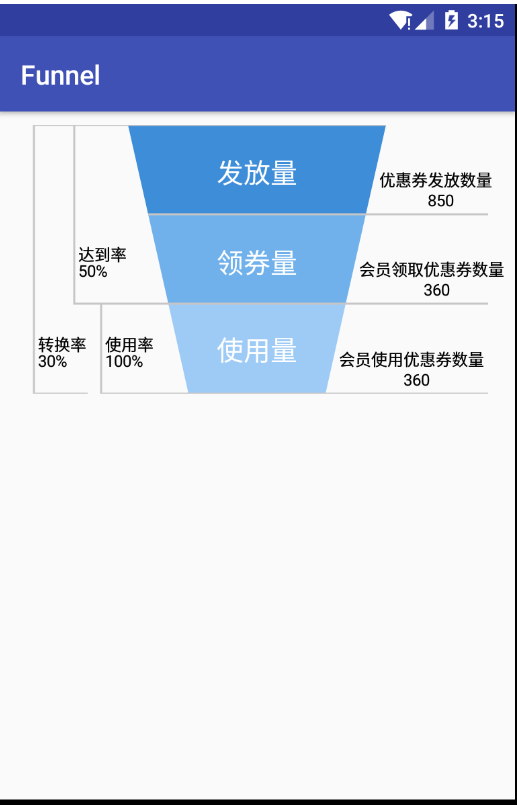 3:15
Funnel
发放量
优惠券发放数量
850
达到率
50%
领券量
会员领取优惠券数量
360
转换率
30%
使用率
100%
使用量
会员使用优惠券数量
360